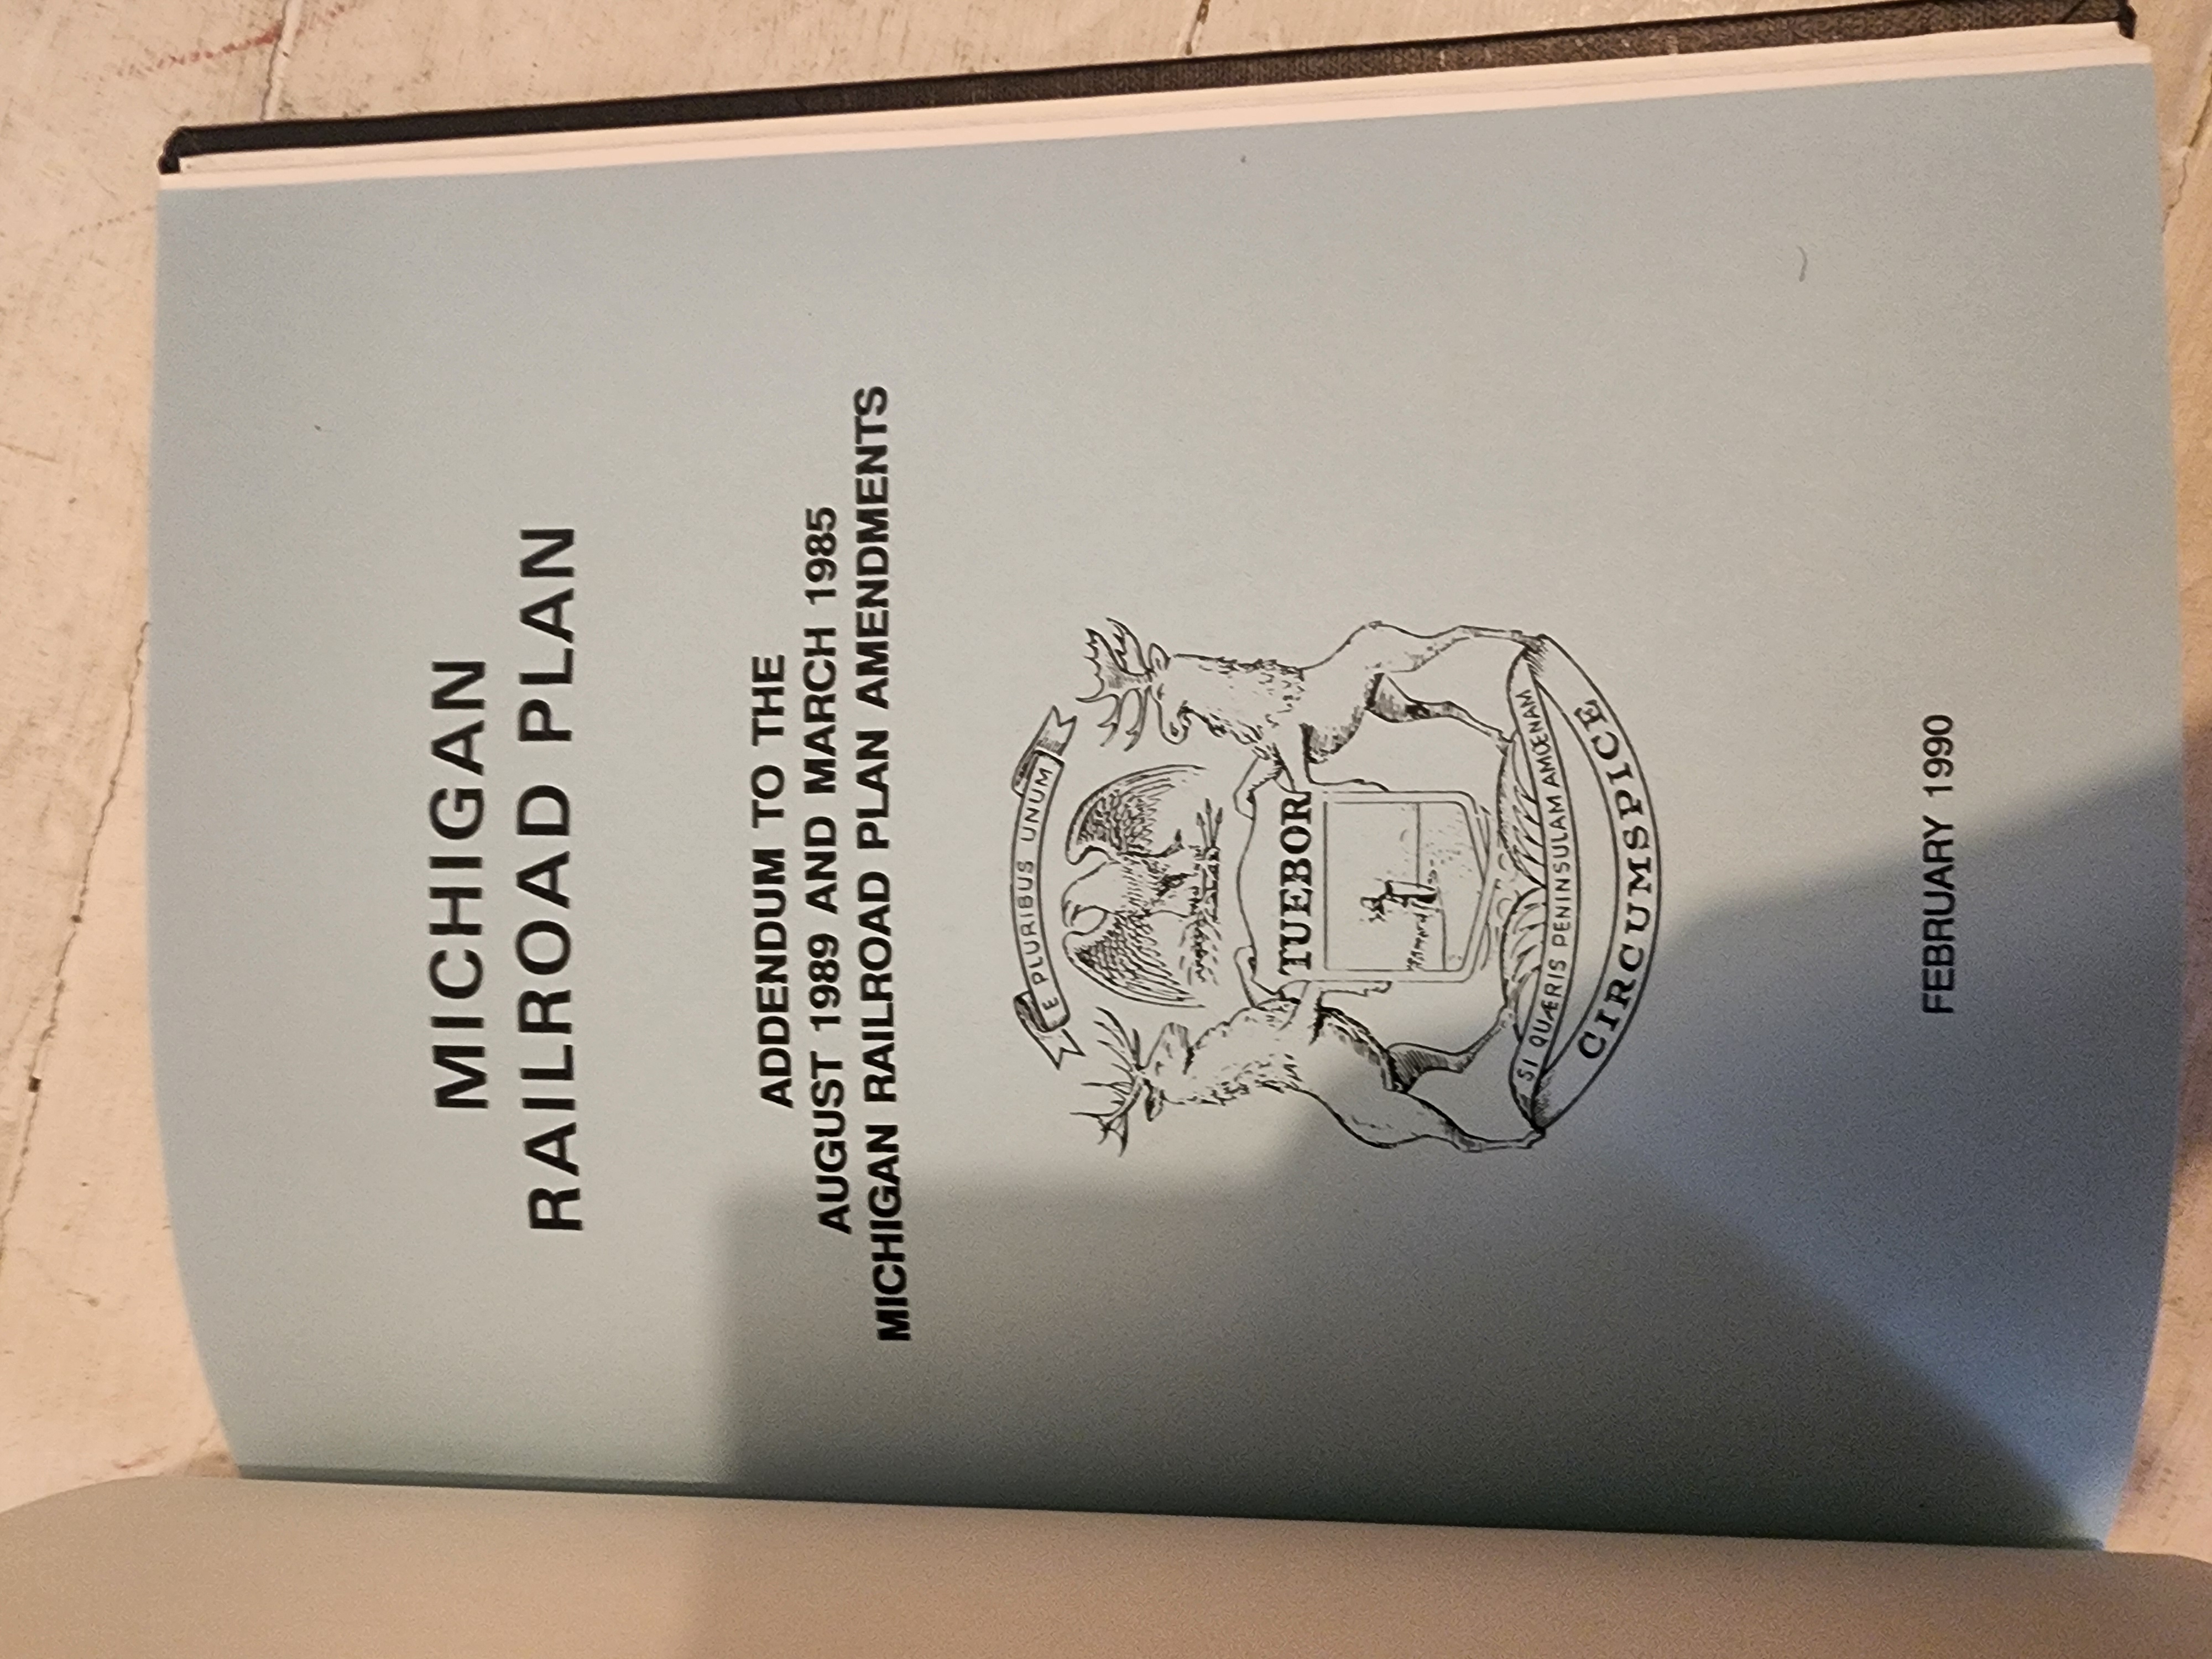 MICHIGAN
RAILROAD PLAN
ADDENDUM TO THE
AUGUST 1989 AND MARCH 1985
MICHIGAN RAILROAD PLAN AMENDMENTS
E PLURIBUS UNUM
TUEBOR
SI QUÆRIS PENINSULAM AMŒNAM
CIRCUMSPICE
FEBRUARY 1990